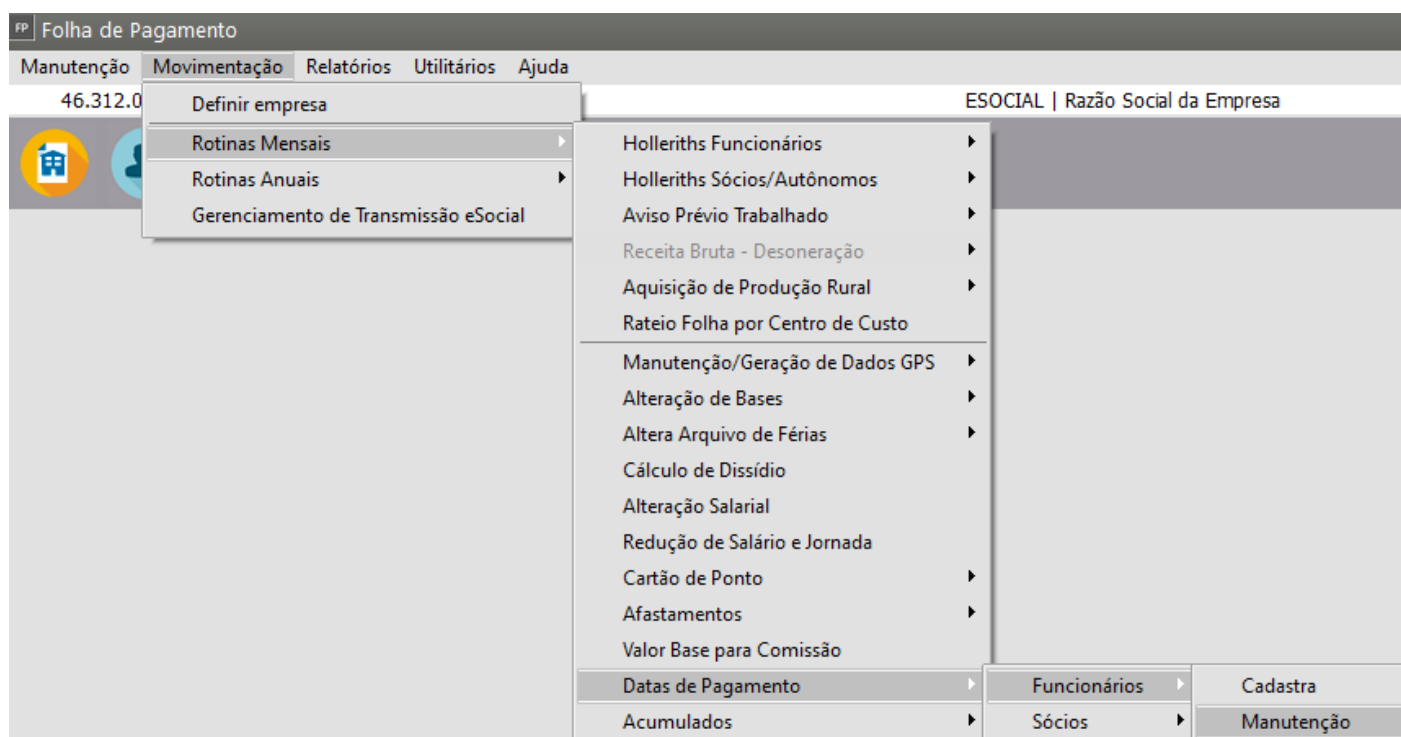 FP Folha de Pagamento
Manutenção Movimentação Relatórios Utilitários Ajuda
46.312.0 ESOCIAL | Razão Social da Empresa
Definir empresa
Rotinas Mensais
Rotinas Anuais
Gerenciamento de Transmissão eSocial
Holleriths Funcionários
Holleriths Sócios/Autônomos
Aviso Prévio Trabalhado
Receita Bruta - Desoneração
Aquisição de Produção Rural
Rateio Folha por Centro de Custo
Manutenção/Geração de Dados GPS
Alteração de Bases
Altera Arquivo de Férias
Cálculo de Dissídio
Alteração Salarial
Redução de Salário e Jornada
Cartão de Ponto
Afastamentos
Valor Base para Comissão
Datas de Pagamento
Acumulados
Funcionários
Sócios
Cadastra
Manutenção